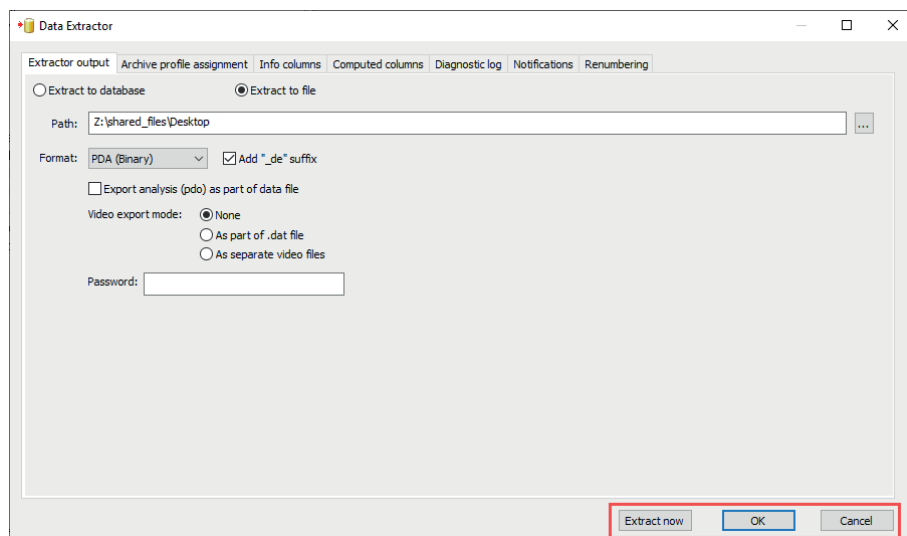 Data Extractor
Extractor output Archive profile assignment Info columns Computed columns Diagnostic log Notifications Renumbering
Extract to database Extract to file
Path: Z:\shared_files\Desktop ...
Format: PDA (Binary) Add "_de" suffix
Export analysis (pdo) as part of data file
Video export mode: None
As part of .dat file
As separate video files
Password:
Extract now OK Cancel